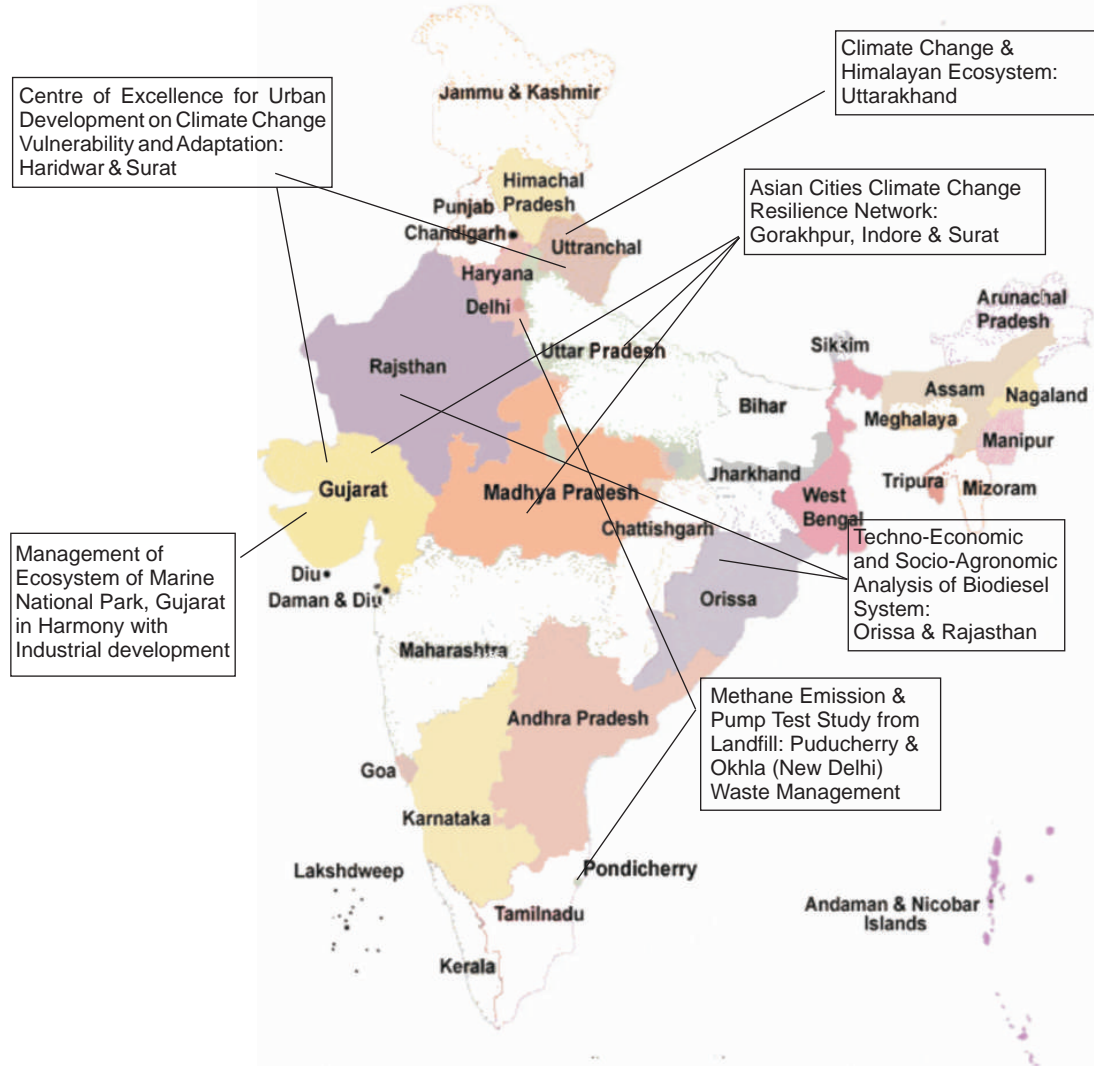 Climate Change &
Himalayan Ecosystem:
Uttarakhand
Centre of Excellence for Urban
Development on Climate Change
Vulnerability and Adaptation:
Haridwar & Surat
Jammu & Kashmir
Himachal
Pradesh
Asian Cities Climate Change
Resilience Network:
Gorakhpur, Indore & Surat
Punjab
Chandigarh
Uttranchal
Haryana
Delhi
Arunachal
Pradesh
Uttar Pradesh
Sikkim
Rajsthan
Assam
Nagaland
Bihar
Meghalaya
Manipur
Jharkhand
Gujarat
Madhya Pradesh
Tripura
Mizoram
West
Bengal
Chattishgarh
Management of
Ecosystem of Marine
National Park, Gujarat
in Harmony with
Industrial development
Techno-Economic
and Socio-Agronomic
Analysis of Biodiesel
System:
Orissa & Rajasthan
Diu
Daman & Diu
Orissa
Maharashtra
Methane Emission &
Pump Test Study from
Landfill: Puducherry &
Okhla (New Delhi)
Waste Management
Andhra Pradesh
Goa
Karnataka
Lakshdweep
Pondicherry
Tamilnadu
Andaman & Nicobar
Islands
Kerala